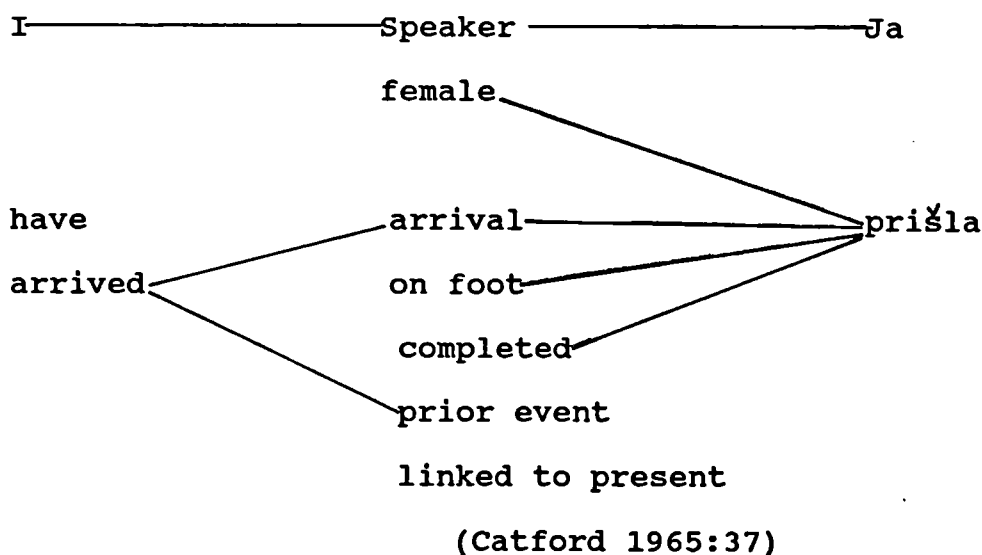 I Speaker Ja
female
have arrival prišla
arrived on foot
completed
prior event
linked to present
(Catford 1965:37)